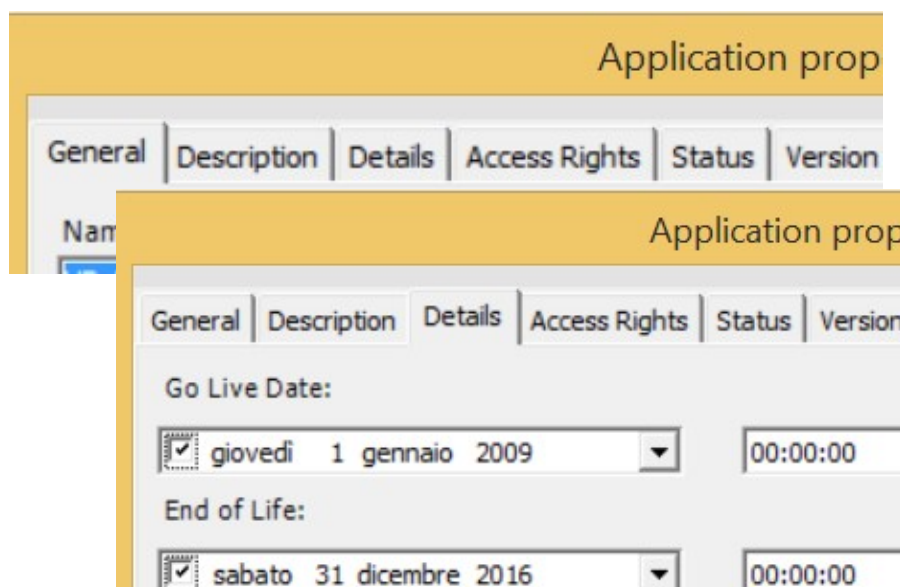 Application prop
General Description Details Access Rights Status Version
Nam
Application prop
General Description Details Access Rights Status Version
Go Live Date:
giovedì 1 gennaio 2009 00:00:00
End of Life:
sabato 31 dicembre 2016 00:00:00